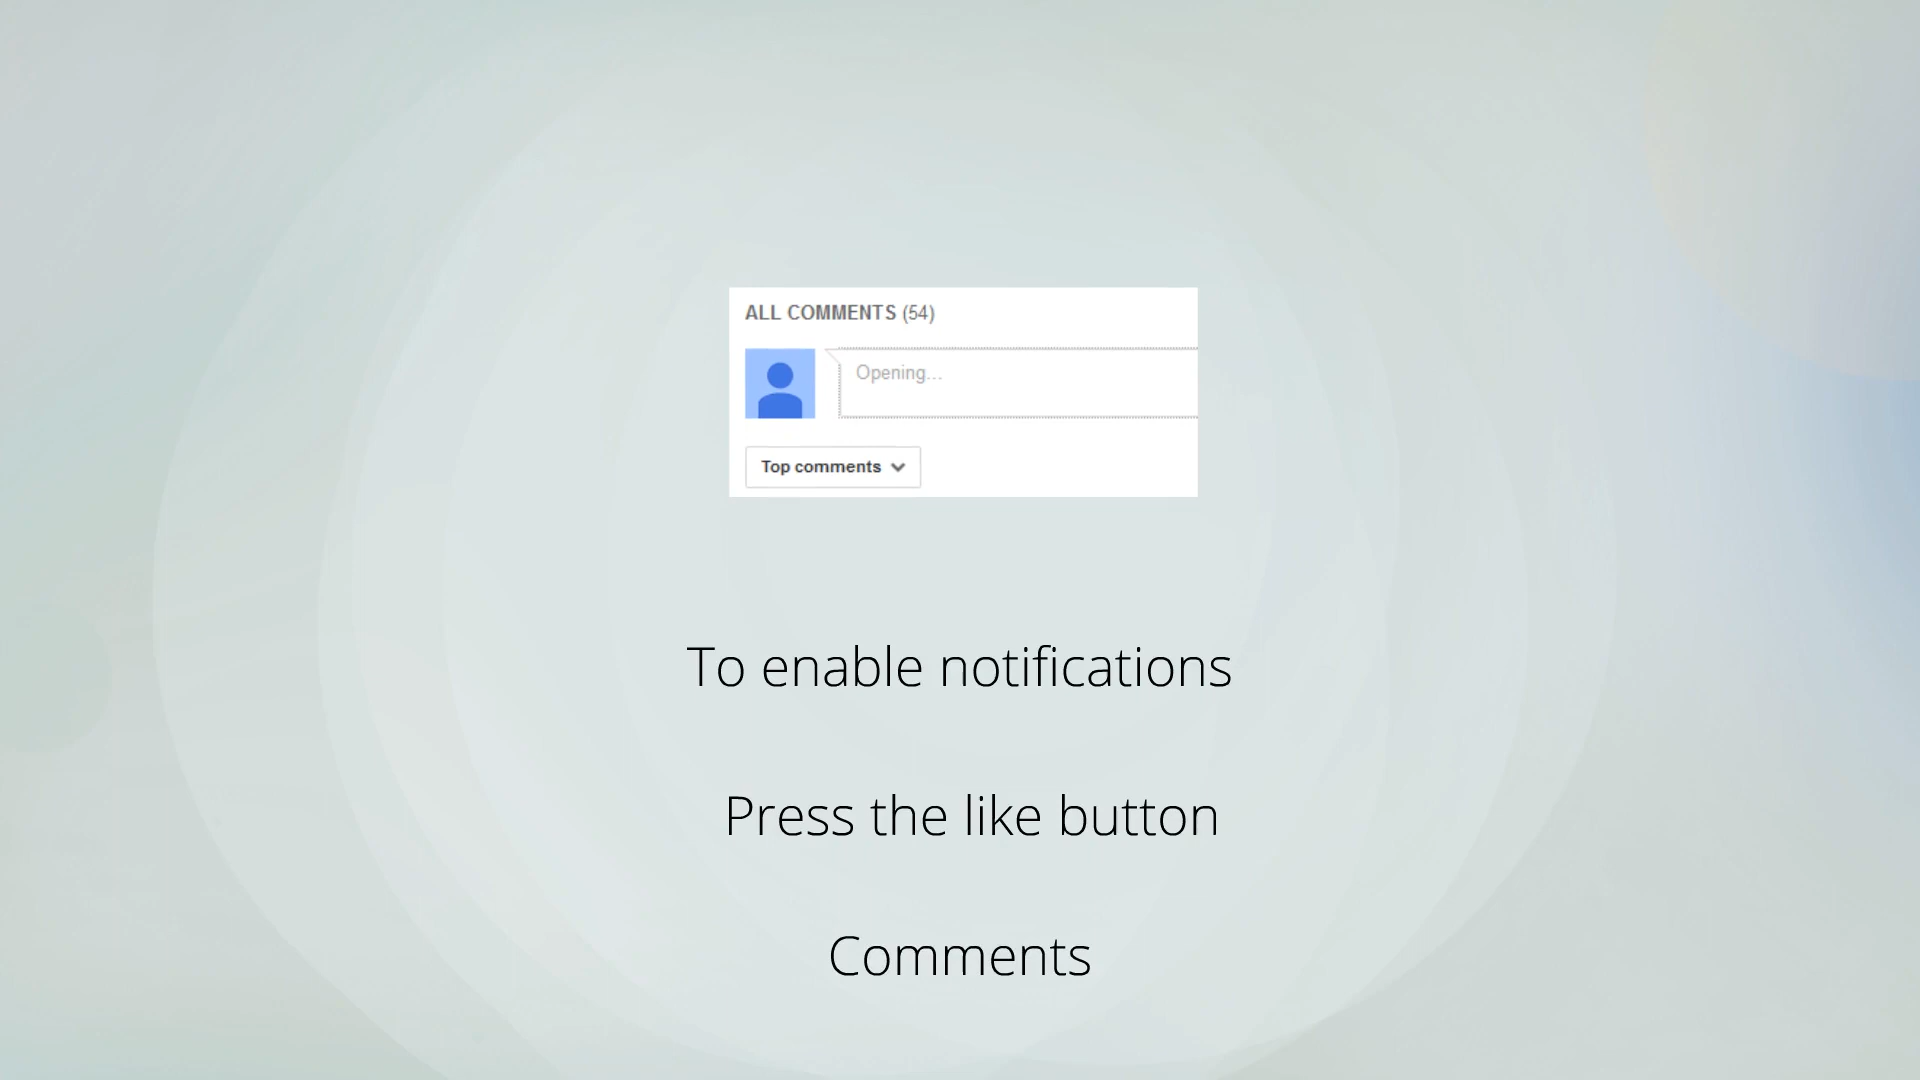 ALL COMMENTS (54)
Opening...
Top comments
To enable notifications
Press the like button
Comments